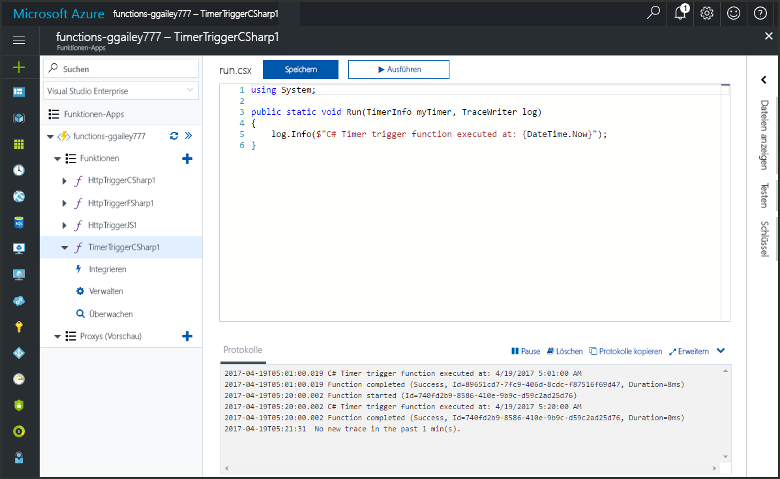 Microsoft Azure functions-ggailey777 – TimerTriggerCSharp1
1
functions-ggailey777 – TimerTriggerCSharp1
Funktionen-Apps
Suchen
Visual Studio Enterprise
Funktionen-Apps
functions-ggailey777
Funktionen
HttpTriggerCSharp1
HttpTriggerFSharp1
HttpTriggerJS1
TimerTriggerCSharp1
Integrieren
Verwalten
Überwachen
Proxys (Vorschau)
run.csx Speichern Ausführen
1 using System;
2
3 public static void Run(TimerInfo myTimer, TraceWriter log)
4 {
5 log.Info($"C# Timer trigger function executed at: {DateTime.Now}");
6 }
Protokolle Pause Löschen Protokolle kopieren Erweitern
2017-04-19T05:01:00.019 C# Timer trigger function executed at: 4/19/2017 5:01:00 AM
2017-04-19T05:01:00.019 Function completed (Success, Id=89651cd7-7fc9-406d-8cdc-f87516f69d47, Duration=8ms)
2017-04-19T05:20:00.002 Function started (Id=740fd2b9-8586-410e-9b9c-d59c2ad25d76)
2017-04-19T05:20:00.002 C# Timer trigger function executed at: 4/19/2017 5:20:00 AM
2017-04-19T05:20:00.002 Function completed (Success, Id=740fd2b9-8586-410e-9b9c-d59c2ad25d76, Duration=0ms)
2017-04-19T05:21:31 No new trace in the past 1 min(s).
Dateien anzeigen
Testen
Schlüssel